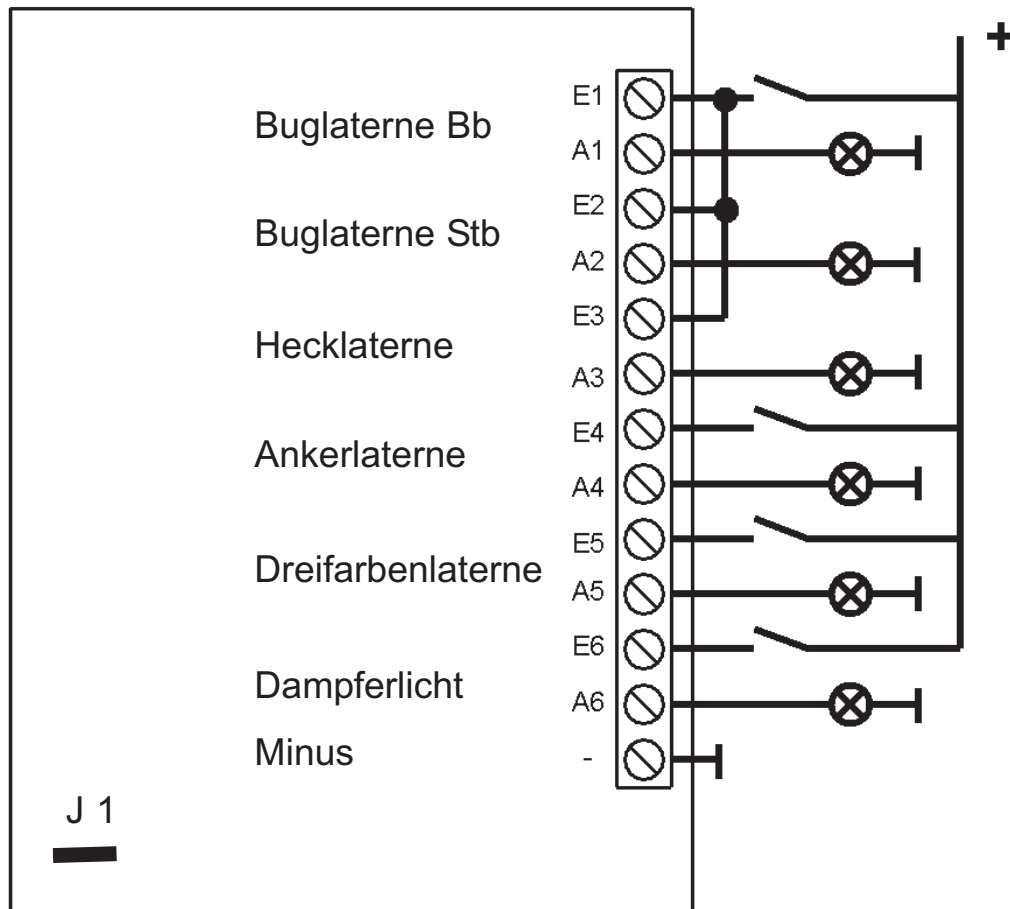 +
E1
Buglaterne Bb
A1
E2
Buglaterne Stb
A2
E3
Hecklaterne
A3
E4
Ankerlaterne
A4
E5
Dreifarbenlaterne
A5
E6
Dampferlicht
A6
Minus -
J 1